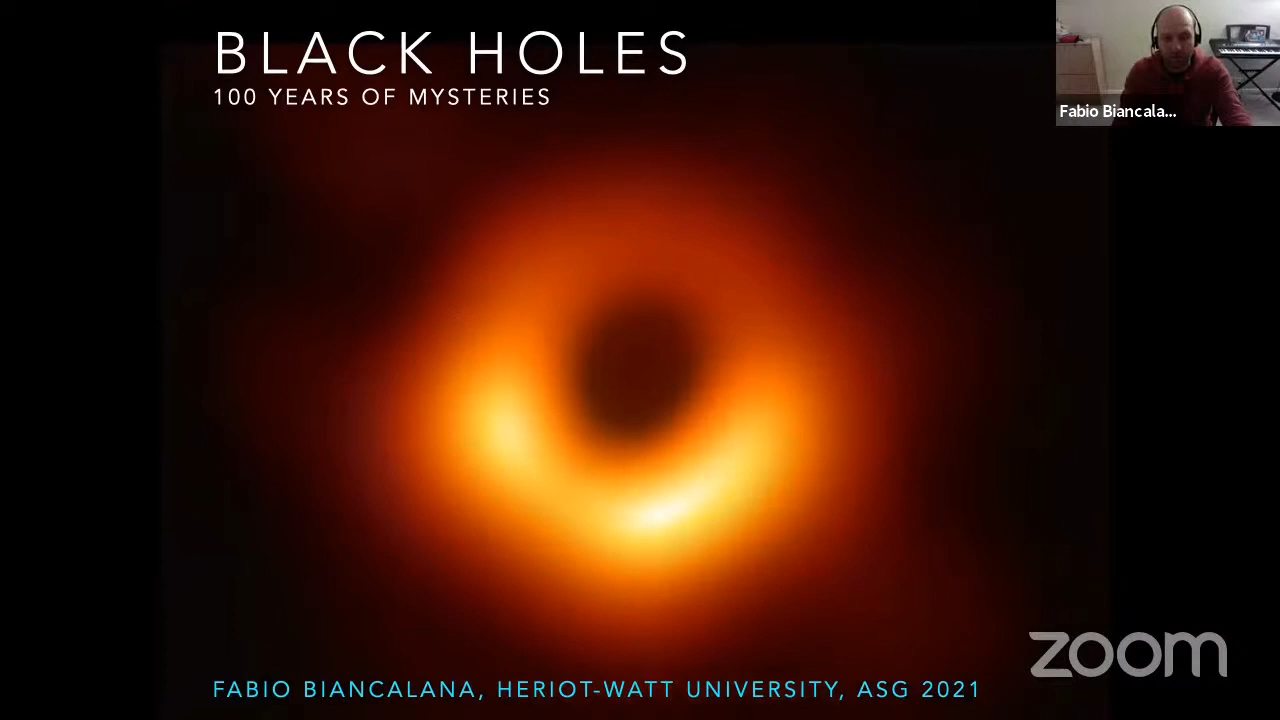 BLACK HOLES
100 YEARS OF MYSTERIES
Fabio Biancala...
zoom
FABIO BIANCALANA, HERIOT-WATT UNIVERSITY, ASG 2021